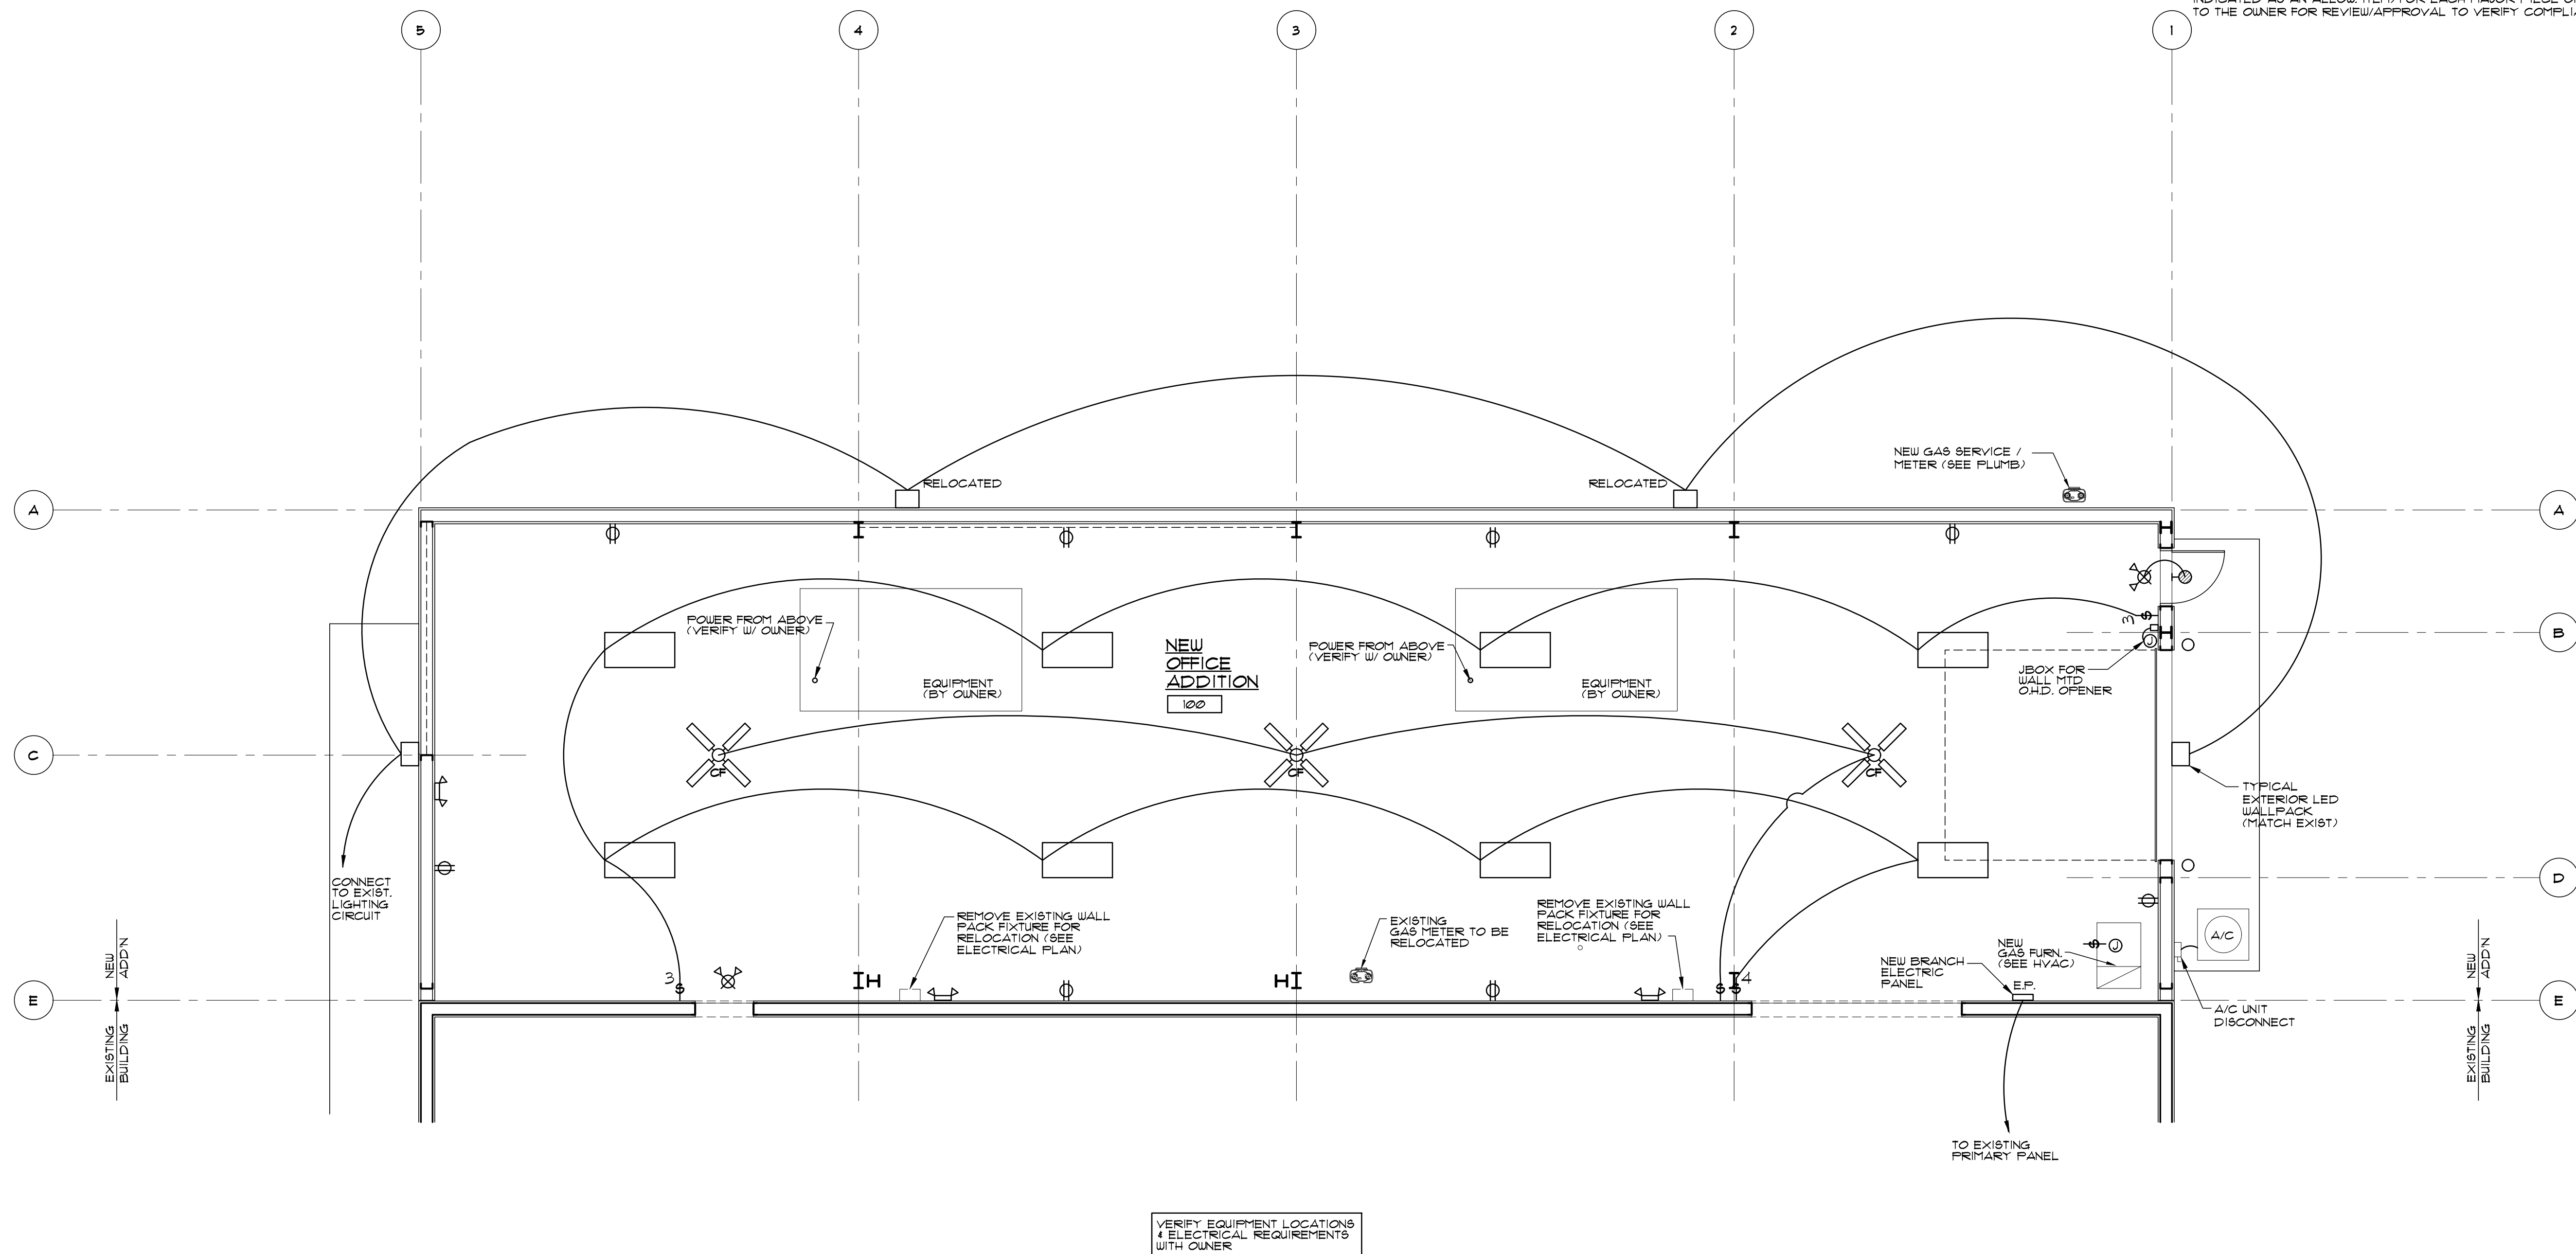 TO THE OWNER FOR REVIEW/APPROVAL TO VERIFY
5
4
3
2
1
RELOCATED
RELOCATED
NEW GAS SERVICE /
METER (SEE PLUMB)
A
A
POWER FROM ABOVE
(VERIFY W/ OWNER)
EQUIPMENT
(BY OWNER)
NEW
OFFICE
ADDITION
100
POWER FROM ABOVE
(VERIFY W/ OWNER)
EQUIPMENT
(BY OWNER)
3
S
J
B
JBOX FOR
WALL MTD
O.H.D. OPENER
C
CF
CF
CF
TYPICAL
EXTERIOR LED
WALLPACK
(MATCH EXIST)
CONNECT
TO EXIST.
LIGHTING
CIRCUIT
D
REMOVE EXISTING WALL
PACK FIXTURE FOR
RELOCATION (SEE
ELECTRICAL PLAN)
EXISTING
GAS METER TO BE
RELOCATED
REMOVE EXISTING WALL
PACK FIXTURE FOR
RELOCATION (SEE
ELECTRICAL PLAN)
NEW
GAS FURN.
(SEE HVAC)
S
J
A/C
NEW BRANCH
ELECTRIC
PANEL
E.P.
3
S
S
S
4
E
E
NEW
ADD'N
EXISTING
BUILDING
NEW
ADD'N
EXISTING
BUILDING
A/C UNIT
DISCONNECT
TO EXISTING
PRIMARY PANEL
VERIFY EQUIPMENT LOCATIONS
& ELECTRICAL REQUIREMENTS
WITH OWNER